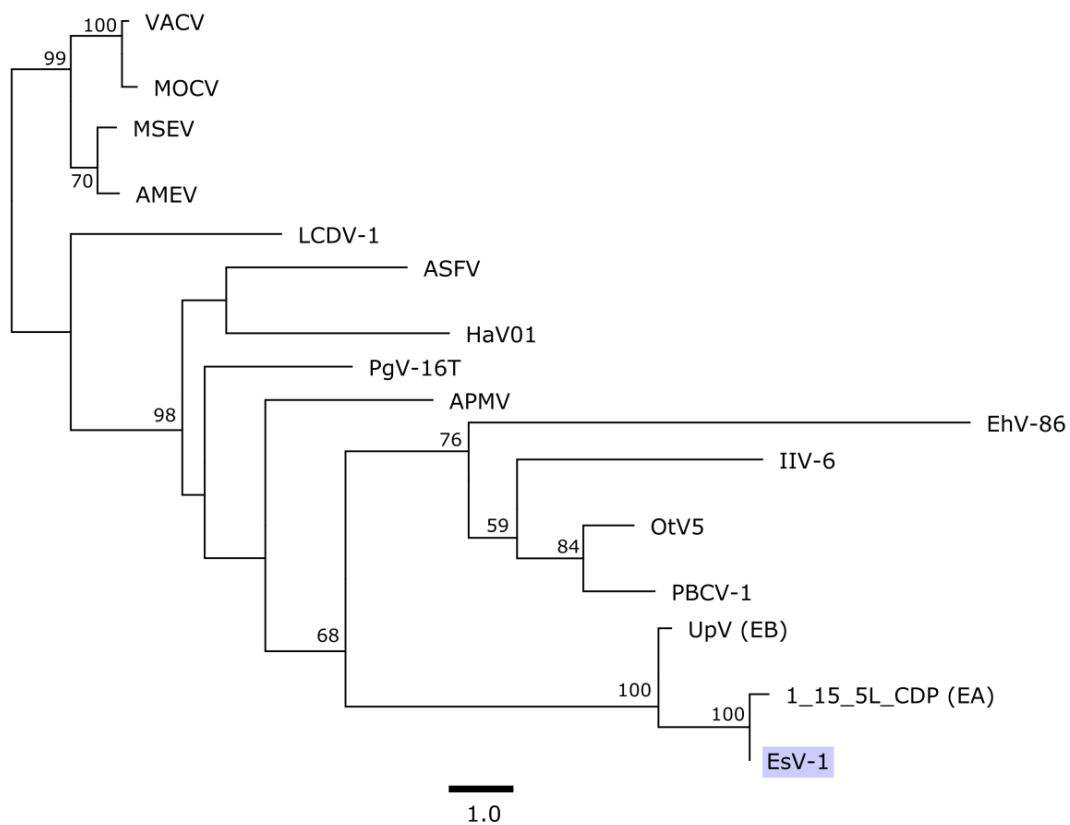 VACV
100
99
MOCV
MSEV
70
AMEV
LCDV-1
ASFV
HaV01
PgV-16T
APMV
98
EhV-86
76
IIV-6
59
OtV5
84
PBCV-1
UpV (EB)
68
100
1_15_5L_CDP (EA)
100
EsV-1
1.0